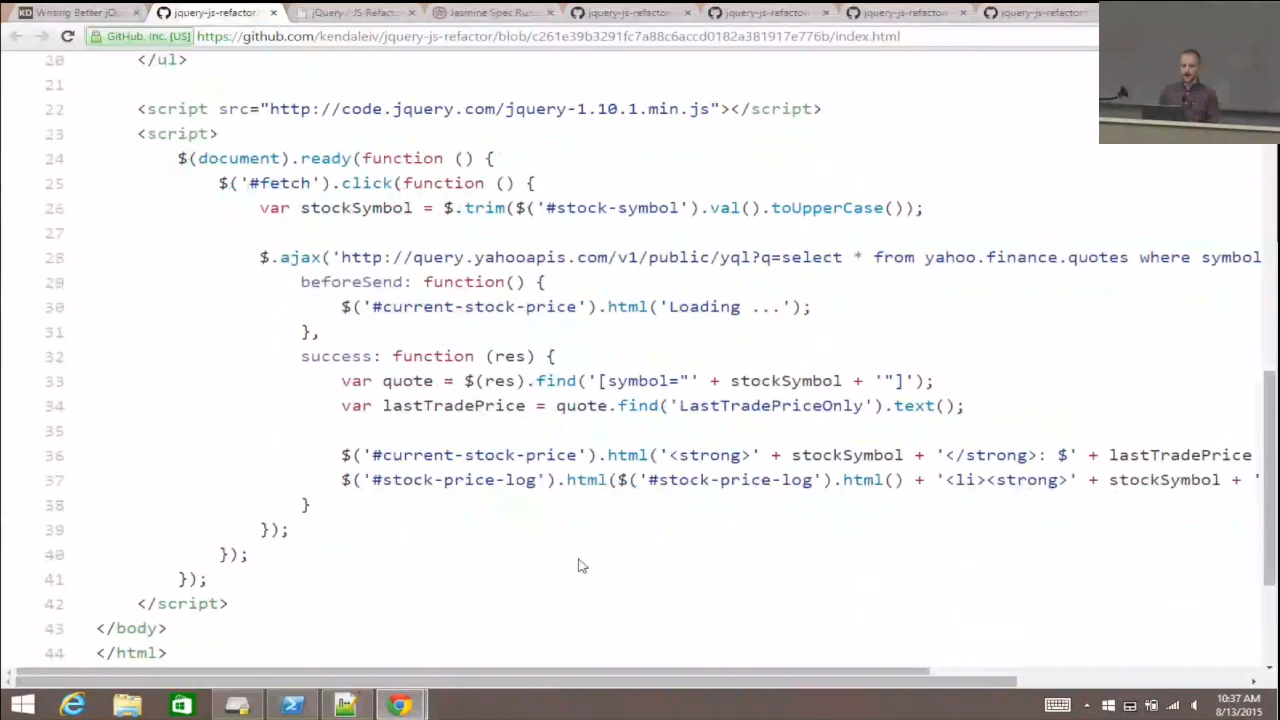 Writing Better jQuer
jquery-js-refactor
jQuery / JS Refact
Jasmine Spec Runn
jquery-js-refactor
jquery-js-refactor
jquery-js-refactor
jquery-js-refactor
GitHub, Inc. [US] https://github.com/kendaleiv/jquery-js-refactor/blob/c261e39b3291fc7a88c6accd0182a381917e776b/index.html
20 </ul>
21
22 <script src="http://code.jquery.com/jquery-1.10.1.min.js"></script>
23 <script>
24 $(document).ready(function () {
25 $('#fetch').click(function () {
26 var stockSymbol = $.trim($('#stock-symbol').val().toUpperCase());
27
28 $.ajax('http://query.yahooapis.com/v1/public/yql?q=select * from yahoo.finance.quotes where symbol
29 beforeSend: function() {
30 $('#current-stock-price').html('Loading ...');
31 },
32 success: function (res) {
33 var quote = $(res).find('[symbol="' + stockSymbol + '"]');
34 var lastTradePrice = quote.find('LastTradePriceOnly').text();
35
36 $('#current-stock-price').html('<strong>' + stockSymbol + '</strong>: $' + lastTradePrice
37 $('#stock-price-log').html($('#stock-price-log').html() + '<li><strong>' + stockSymbol + '
38 }
39 });
40 });
41 });
42 </script>
43 </body>
44 </html>
10:37 AM
8/13/2015